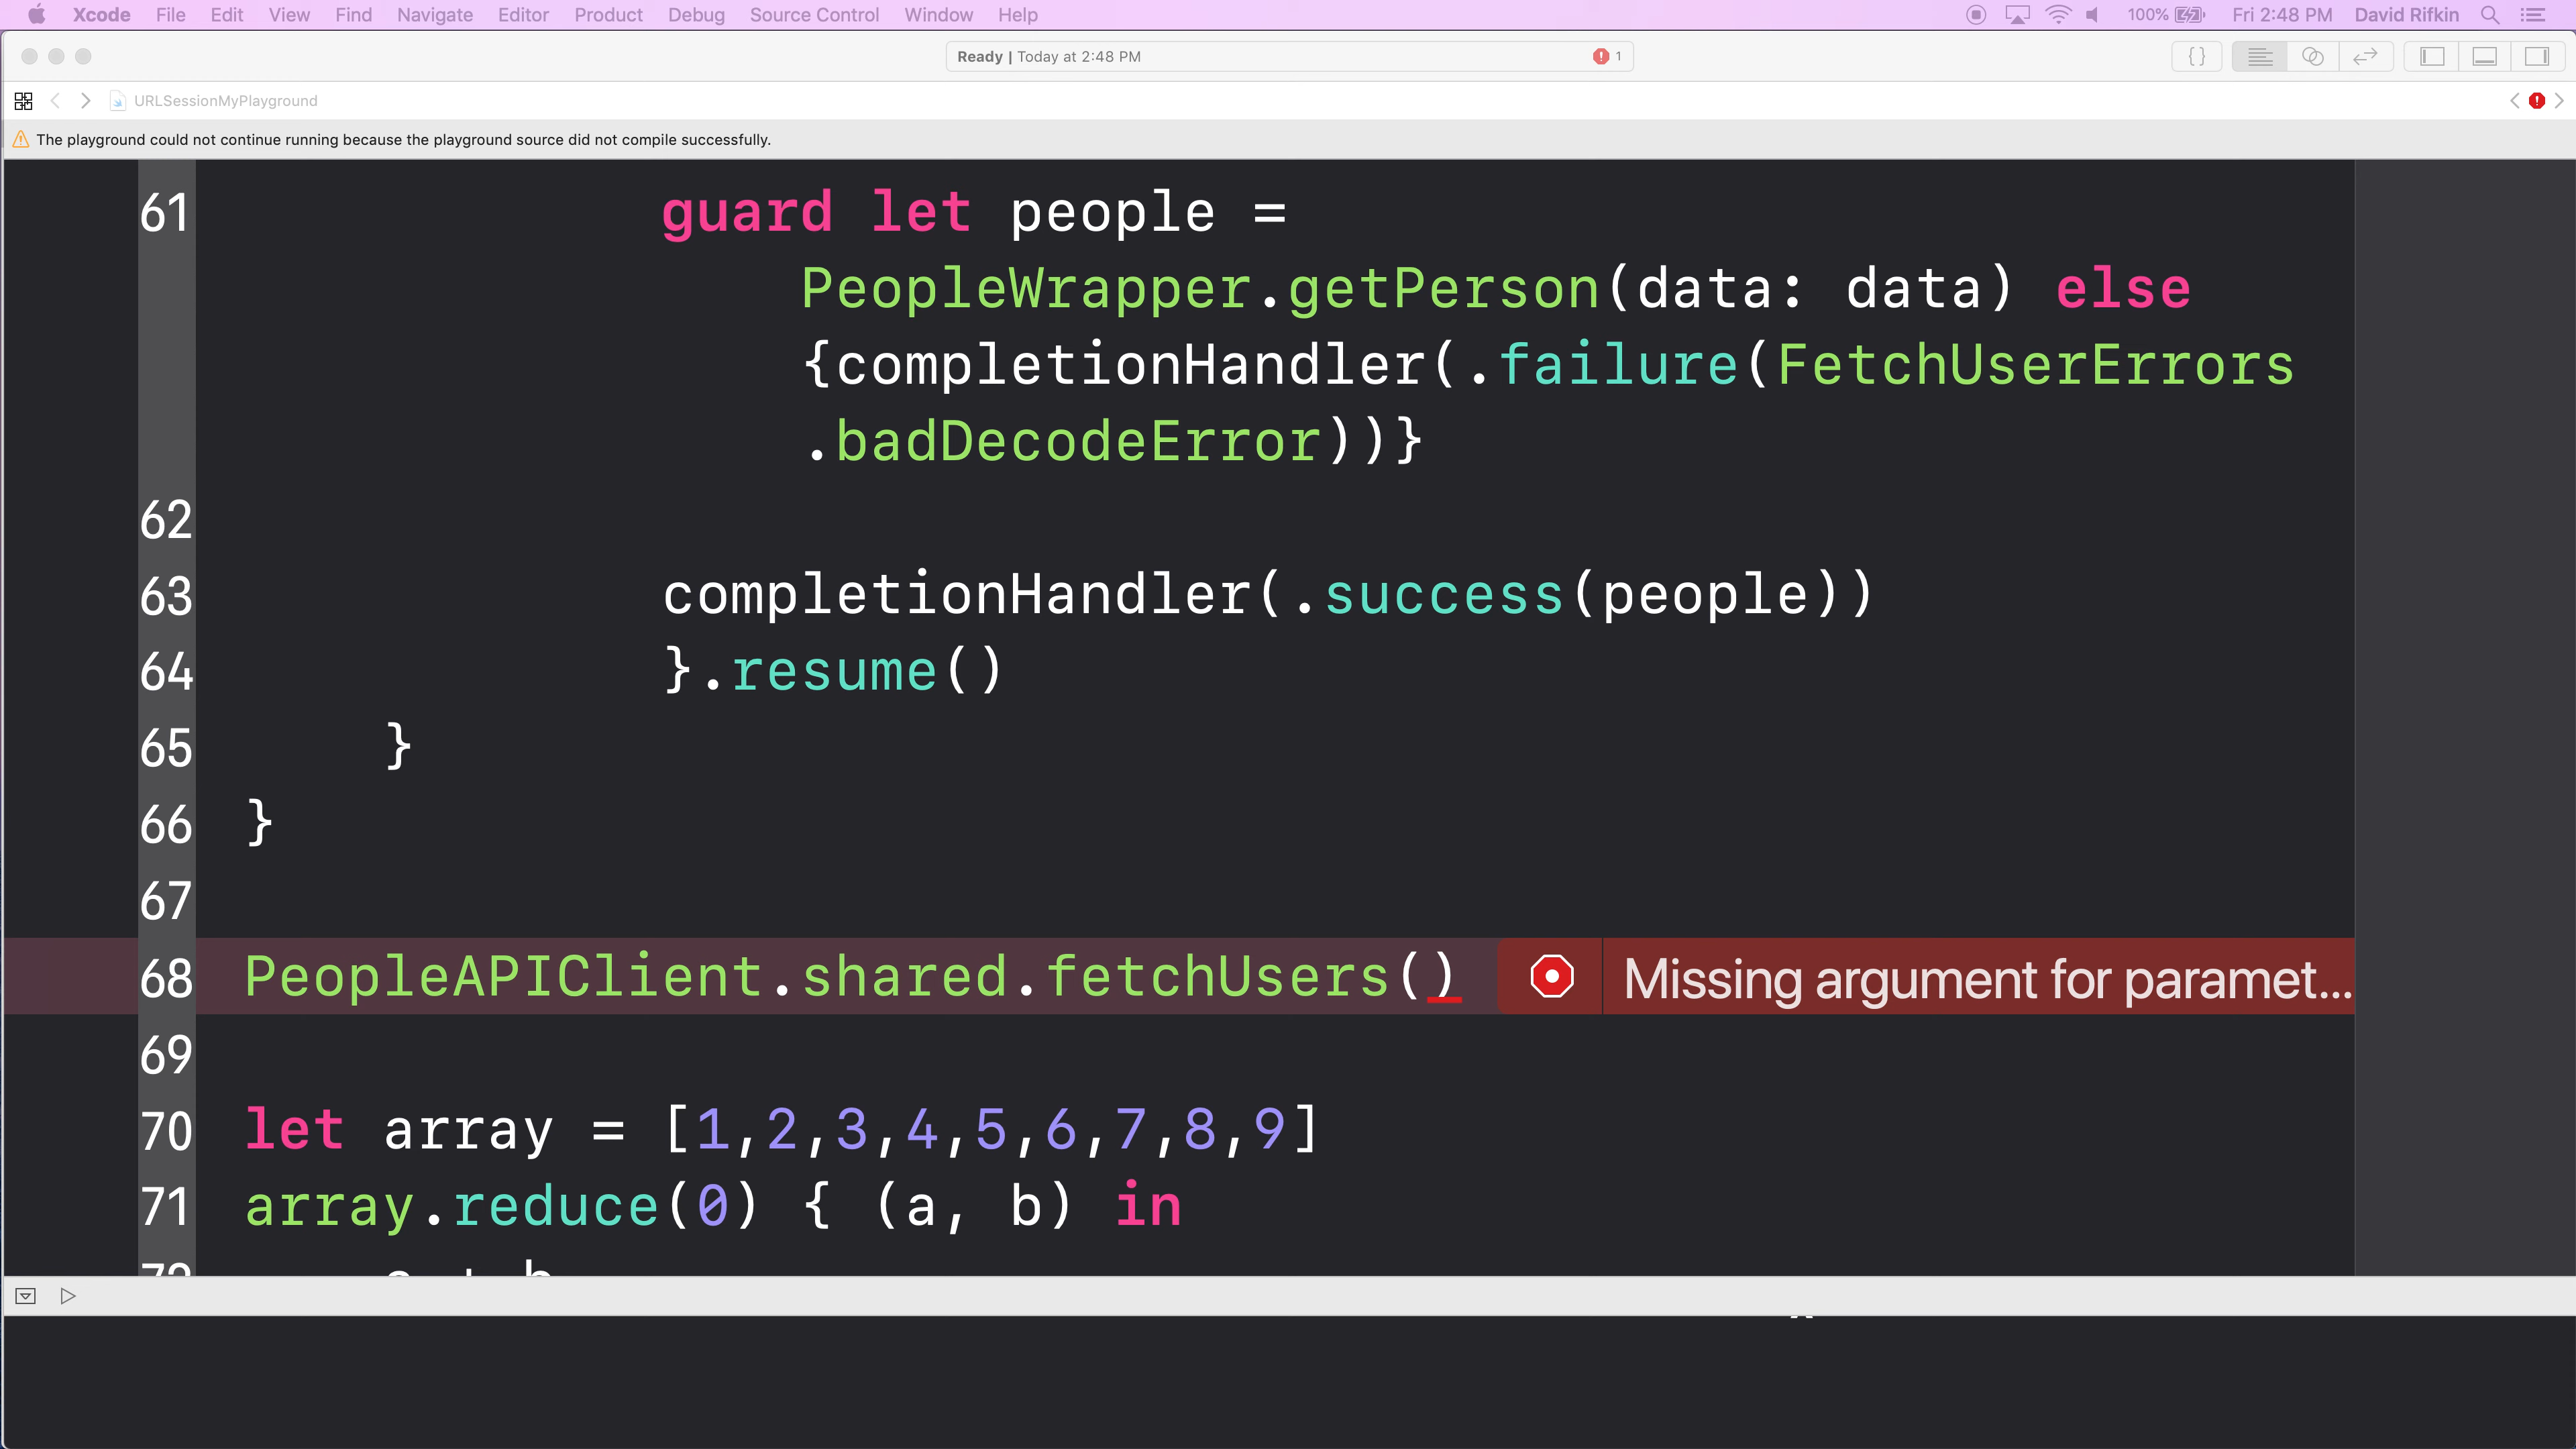 Xcode File Edit View Find Navigate Editor Product Debug Source Control Window Help 100% Fri 2:48 PM David Rifkin
Ready | Today at 2:48 PM 1
{} 
URLSessionMyPlayground
The playground could not continue running because the playground source did not compile successfully.
61 guard let people =
PeopleWrapper.getPerson(data: data) else
{completionHandler(.failure(FetchUserErrors
.badDecodeError))}
62
63 completionHandler(.success(people))
64 }.resume()
65 }
66 }
67
68 PeopleAPIClient.shared.fetchUsers() Missing argument for paramet...
69
70 let array = [1,2,3,4,5,6,7,8,9]
71 array.reduce(0) { (a, b) in